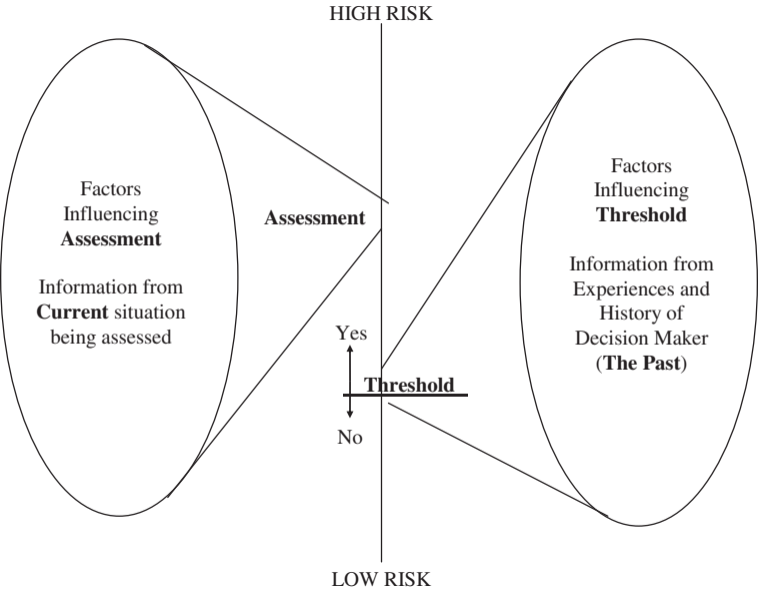 HIGH RISK
Factors
Influencing
Assessment
Information from
Current situation
being assessed
Assessment
Yes
Threshold
No
Factors
Influencing
Threshold
Information from
Experiences and
History of
Decision Maker
(The Past)
LOW RISK